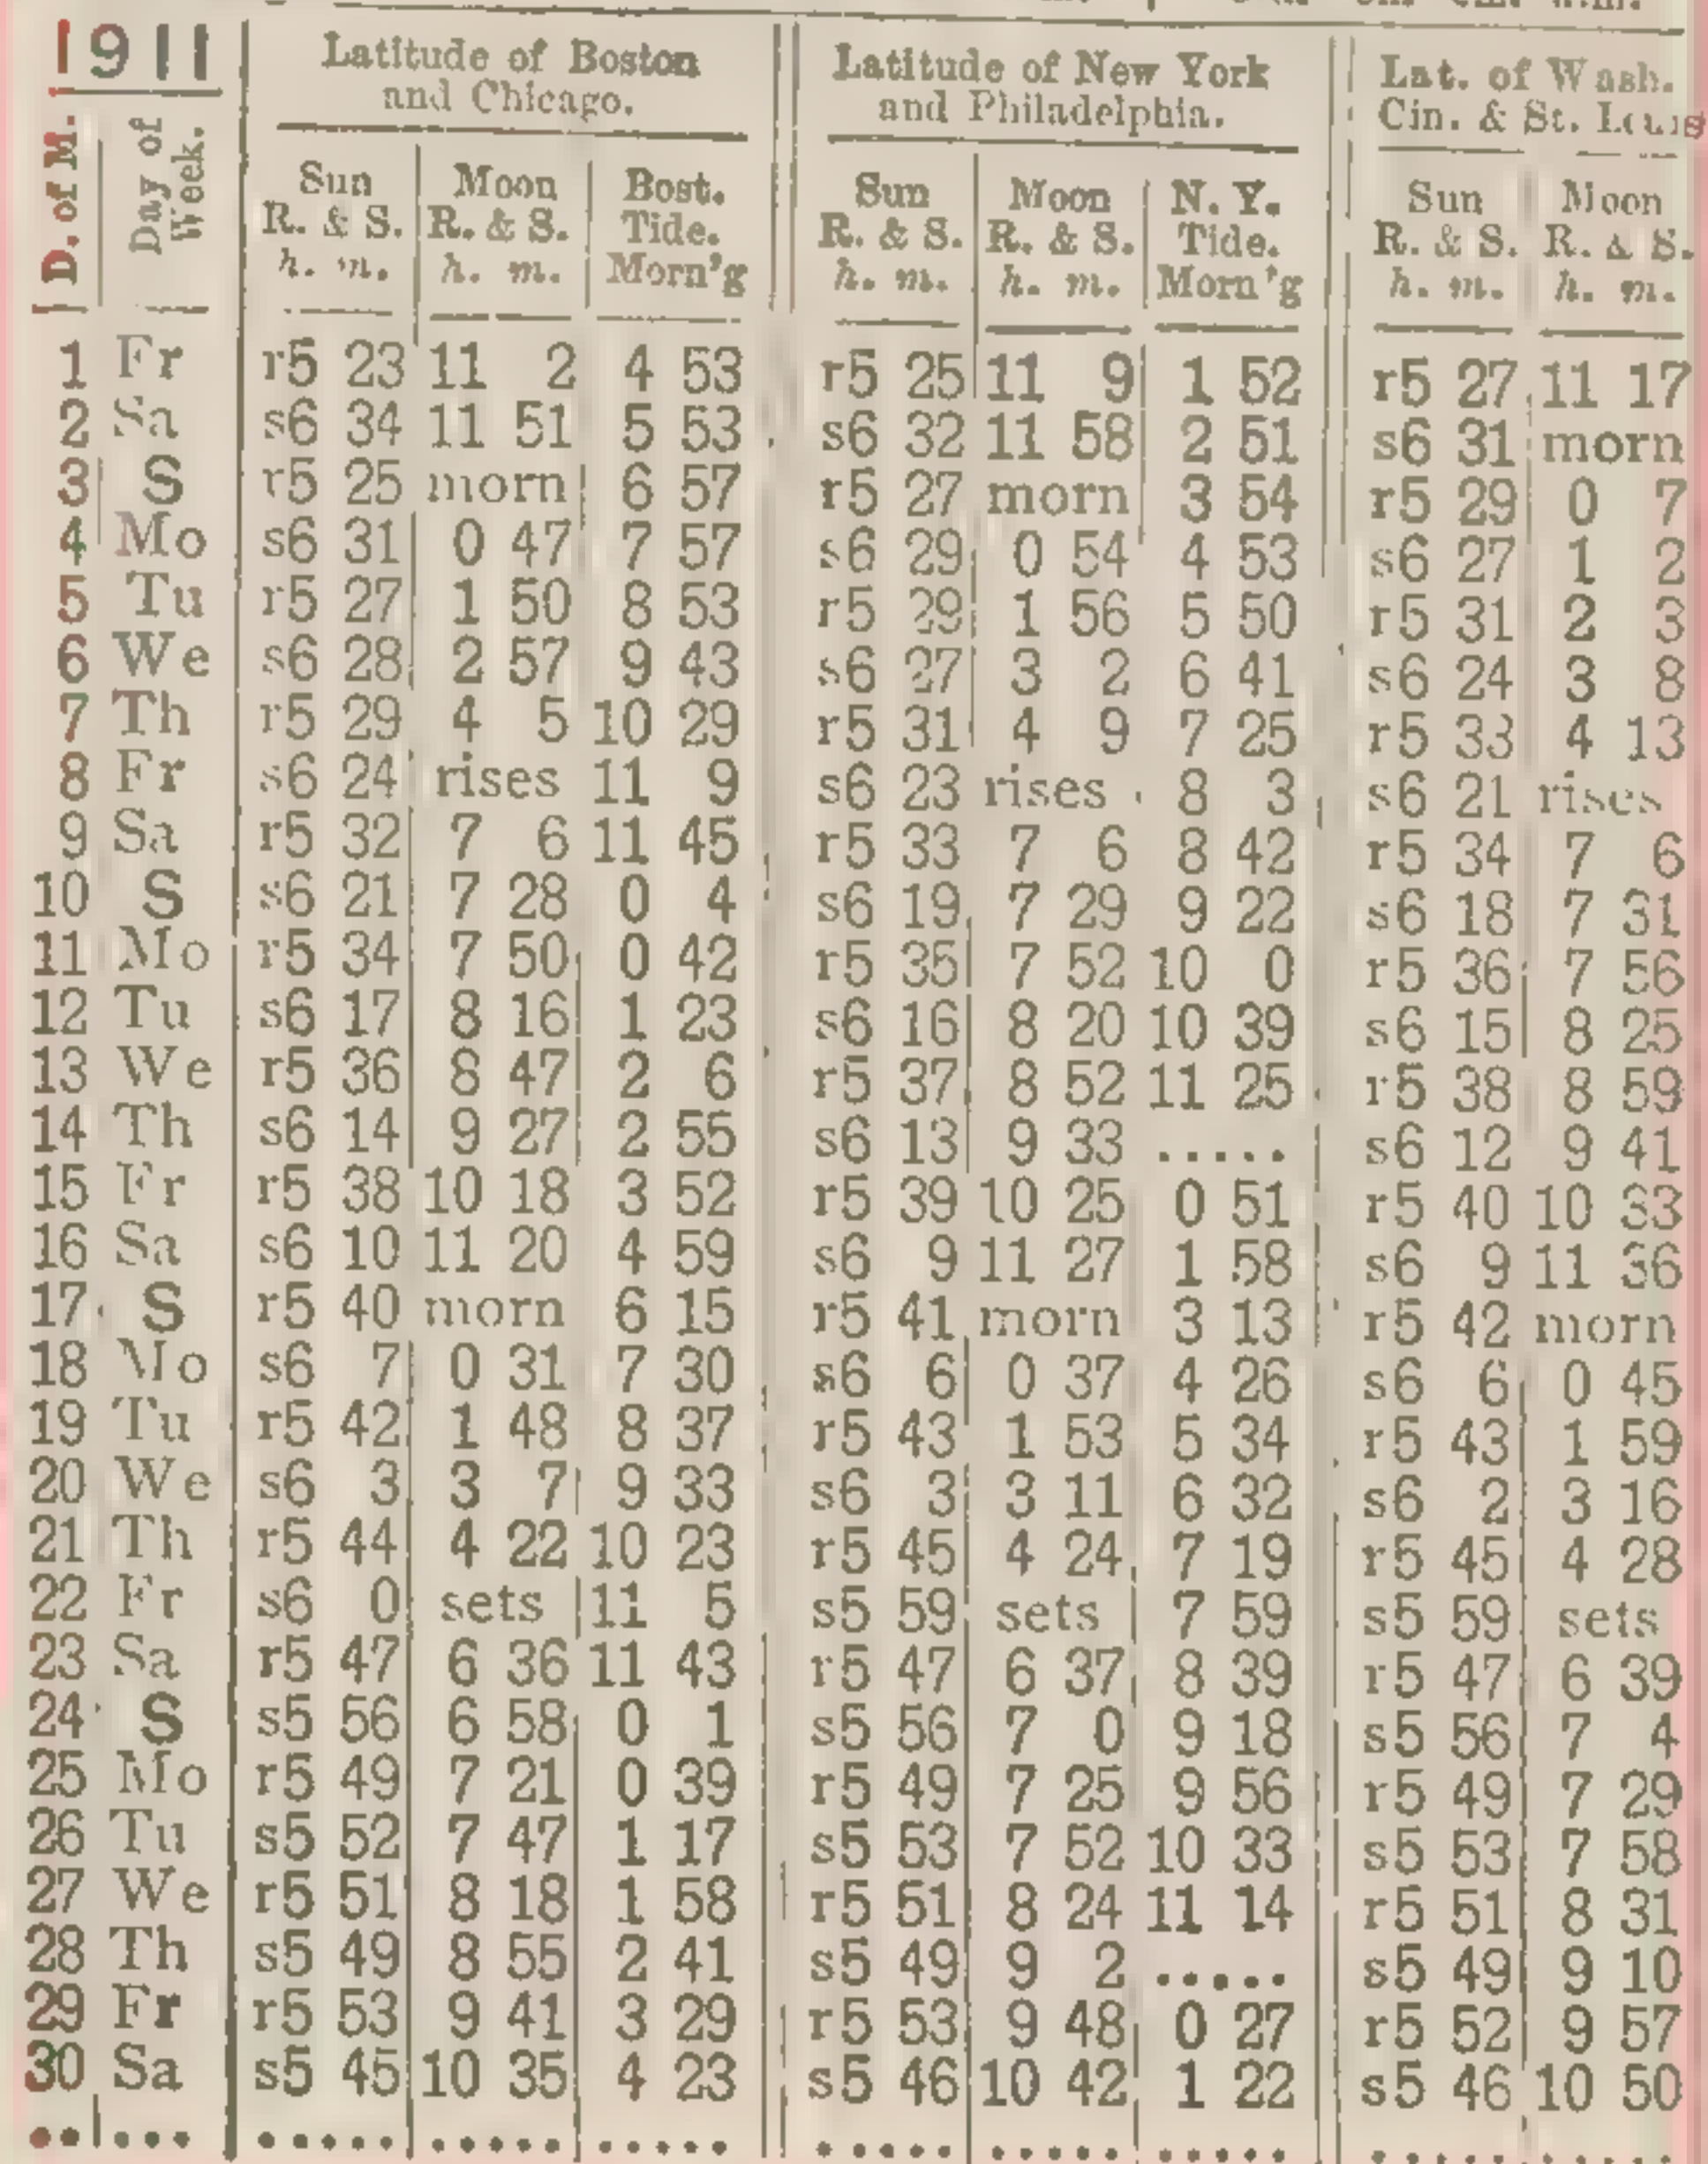 1911
Latitude of Boston and Chicago.
Latitude of New York and Philadelphia.
Lat. of Wash. Cin. & St. Louis
D. of M. Day of Week. Sun R. & S. h. m. Moon R. & S. h. m. Bost. Tide. Morn'g Sun R. & S. h. m. Moon R. & S. h. m. N. Y. Tide. Morn'g Sun R. & S. h. m. Moon R. & S. h. m.
1 Fr r5 23 11 2 4 53 r5 25 11 9 1 52 r5 27 11 17
2 Sa s6 34 11 51 5 53 s6 32 11 58 2 51 s6 31 morn
3 S r5 25 morn 6 57 r5 27 morn 3 54 r5 29 0 7
4 Mo s6 31 0 47 7 57 s6 29 0 54 4 53 s6 27 1 2
5 Tu r5 27 1 50 8 53 r5 29 1 56 5 50 r5 31 2 3
6 We s6 28 2 57 9 43 s6 27 3 2 6 41 s6 24 3 8
7 Th r5 29 4 5 10 29 r5 31 4 9 7 25 r5 33 4 13
8 Fr s6 24 rises 11 9 s6 23 rises 8 3 s6 21 rises
9 Sa r5 32 7 6 11 45 r5 33 7 6 8 42 r5 34 7 6
10 S s6 21 7 28 0 4 s6 19 7 29 9 22 s6 18 7 31
11 Mo r5 34 7 50 0 42 r5 35 7 52 10 0 r5 36 7 56
12 Tu s6 17 8 16 1 23 s6 16 8 20 10 39 s6 15 8 25
13 We r5 36 8 47 2 6 r5 37 8 52 11 25 r5 38 8 59
14 Th s6 14 9 27 2 55 s6 13 9 33 ..... s6 12 9 41
15 Fr r5 38 10 18 3 52 r5 39 10 25 0 51 r5 40 10 33
16 Sa s6 10 11 20 4 59 s6 9 11 27 1 58 s6 9 11 36
17 S r5 40 morn 6 15 r5 41 morn 3 13 r5 42 morn
18 Mo s6 7 0 31 7 30 s6 6 0 37 4 26 s6 6 0 45
19 Tu r5 42 1 48 8 37 r5 43 1 53 5 34 r5 43 1 59
20 We s6 3 3 7 9 33 s6 3 3 11 6 32 s6 2 3 16
21 Th r5 44 4 22 10 23 r5 45 4 24 7 19 r5 45 4 28
22 Fr s6 0 sets 11 5 s5 59 sets 7 59 s5 59 sets
23 Sa r5 47 6 36 11 43 r5 47 6 37 8 39 r5 47 6 39
24 S s5 56 6 58 0 1 s5 56 7 0 9 18 s5 56 7 4
25 Mo r5 49 7 21 0 39 r5 49 7 25 9 56 r5 49 7 29
26 Tu s5 52 7 47 1 17 s5 53 7 52 10 33 s5 53 7 58
27 We r5 51 8 18 1 58 r5 51 8 24 11 14 r5 51 8 31
28 Th s5 49 8 55 2 41 s5 49 9 2 ..... s5 49 9 10
29 Fr r5 53 9 41 3 29 r5 53 9 48 0 27 r5 52 9 57
30 Sa s5 45 10 35 4 23 s5 46 10 42 1 22 s5 46 10 50
.. ... ..... ..... ..... ..... ..... ..... ..... .....